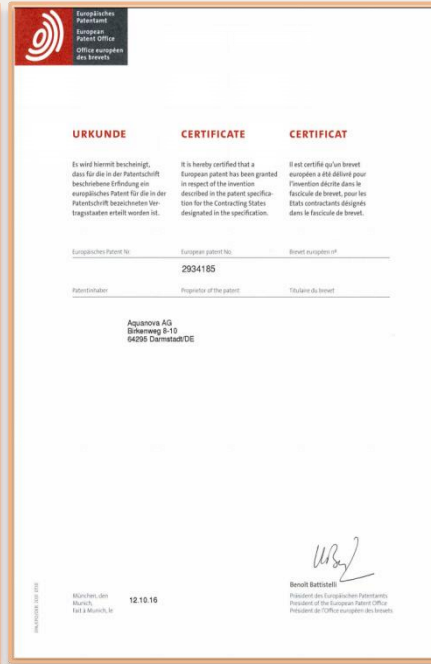 Europäisches
Patentamt
European
Patent Office
Office européen
des brevets
URKUNDE
Es wird hiermit bescheinigt,
dass für die in der Patentschrift
beschriebene Erfindung ein
europäisches Patent für die in der
Patentschrift bezeichneten Ver-
tragsstaaten erteilt worden ist.
CERTIFICATE
It is hereby certified that a
European patent has been granted
in respect of the invention
described in the patent specifica-
tion for the Contracting States
designated in the specification.
CERTIFICAT
Il est certifié qu'un brevet
européen a été délivré pour
l'invention décrite dans le
fascicule de brevet, pour les
Etats contractants désignés
dans le fascicule de brevet.
Europäisches Patent Nr.
European patent No.
Brevet européen n°
2934185
Patentinhaber
Proprietor of the patent
Titulaire du brevet
Aquanova AG
Birkenweg 8-10
64295 Darmstadt/DE
Benoît Battistelli
Präsident des Europäischen Patentamts
President of the European Patent Office
Président de l'Office européen des brevets
München, den
Munich,
Fait à Munich, le
12.10.16